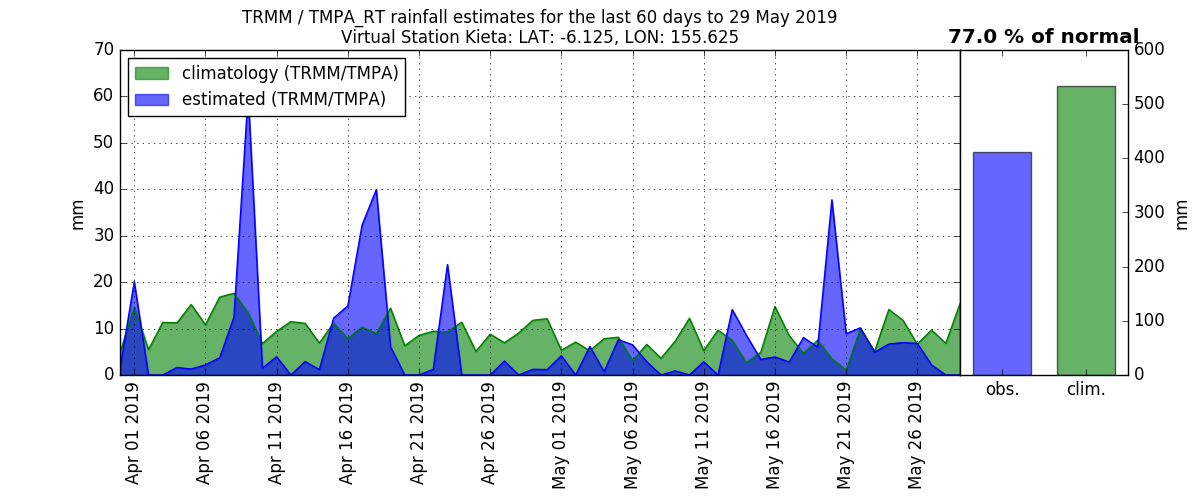 TRMM / TMPA_RT rainfall estimates for the last 60 days to 29 May 2019
Virtual Station Kieta: LAT: -6.125, LON: 155.625
77.0 % of normal
climatology (TRMM/TMPA)
estimated (TRMM/TMPA)
mm
70
60
50
40
30
20
10
0
Apr 01 2019
Apr 06 2019
Apr 11 2019
Apr 16 2019
Apr 21 2019
Apr 26 2019
May 01 2019
May 06 2019
May 11 2019
May 16 2019
May 21 2019
May 26 2019
obs.
clim.
600
500
400
300
200
100
0
mm